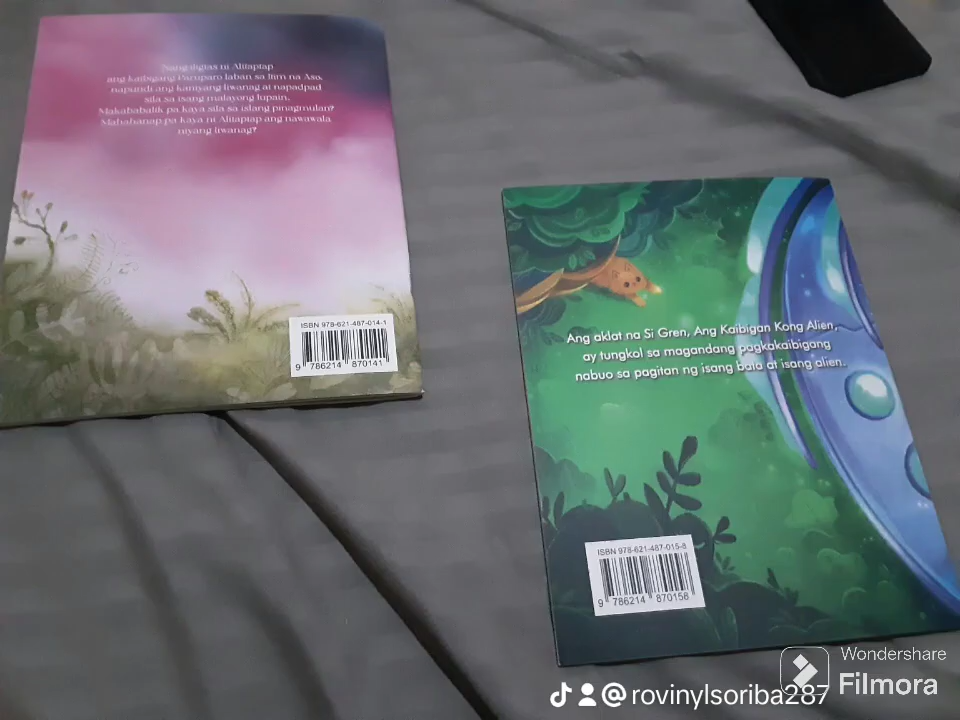 Nang iligtas ni Alitaptap
ang kaibigang Paruparo laban sa Itim na Aso,
napundi ang kaniyang liwanag at napadpad
sila sa isang malayong lupain.
Makababalik pa kaya sila sa islang pinagmulan?
Mahahanap pa kaya ni Alitaptap ang nawawala
niyang liwanag?
ISBN 978-621-487-014-1
9 786214 870141
Ang aklat na Si Gren, Ang Kaibigan Kong Alien,
ay tungkol sa magandang pagkakaibigang
nabuo sa pagitan ng isang bata at isang alien.
ISBN 978-621-487-015-8
9 786214 870158
Wondershare
Filmora
@rovinylsoriba287